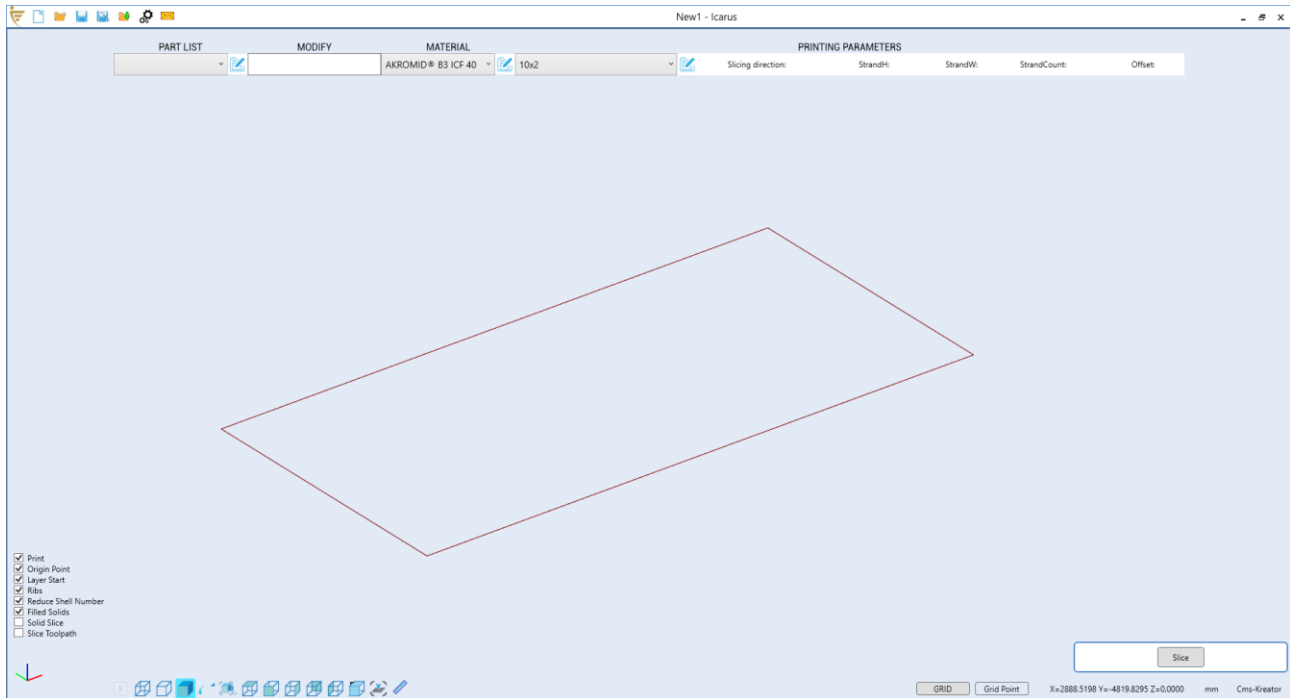 New1 - Icarus
PART LIST MODIFY MATERIAL PRINTING PARAMETERS
AKROMID® B3 ICF 40 10x2 Slicing direction: StrandH: StrandW: StrandCount: Offset:
Print
Origin Point
Layer Start
Ribs
Reduce Shell Number
Filled Solids
Solid Slice
Slice Toolpath
Slice
GRID Grid Point X=2888.5198 Y=-4819.8295 Z=0.0000 mm Cms-Kreator